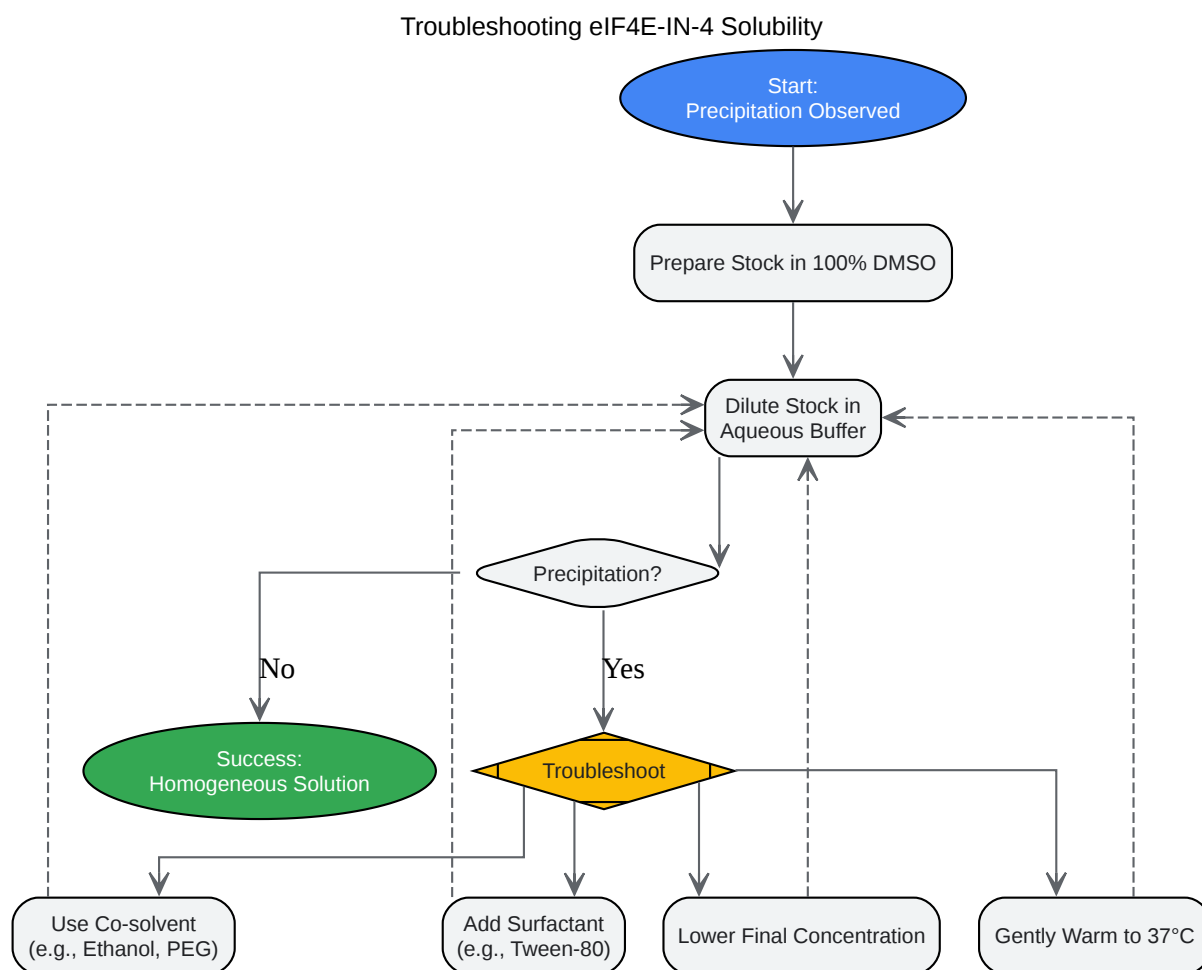 Troubleshooting eIF4E-IN-4 Solubility
Start:
Precipitation Observed
Prepare Stock in 100% DMSO
Dilute Stock in
Aqueous Buffer
Precipitation?
No
Yes
Success:
Homogeneous Solution
Troubleshoot
Use Co-solvent
(e.g., Ethanol, PEG)
Add Surfactant
(e.g., Tween-80)
Lower Final Concentration
Gently Warm to 37°C